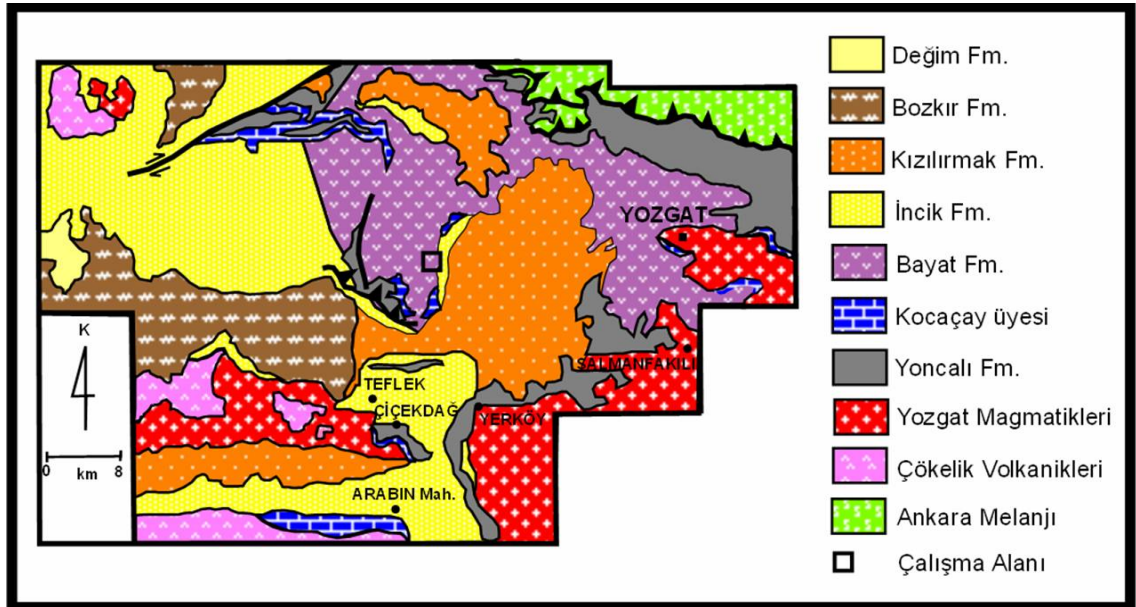 YOZGAT
K
TEFLEK
ÇİÇEKDAĞ
SALMANFAKILI
YERKÖY
0 8
km
ARABIN Mah.
Değim Fm.
Bozkır Fm.
Kızılırmak Fm.
İncik Fm.
Bayat Fm.
Kocaçay üyesi
Yoncalı Fm.
Yozgat Magmatikleri
Çökelik Volkanikleri
Ankara Melanjı
Çalışma Alanı